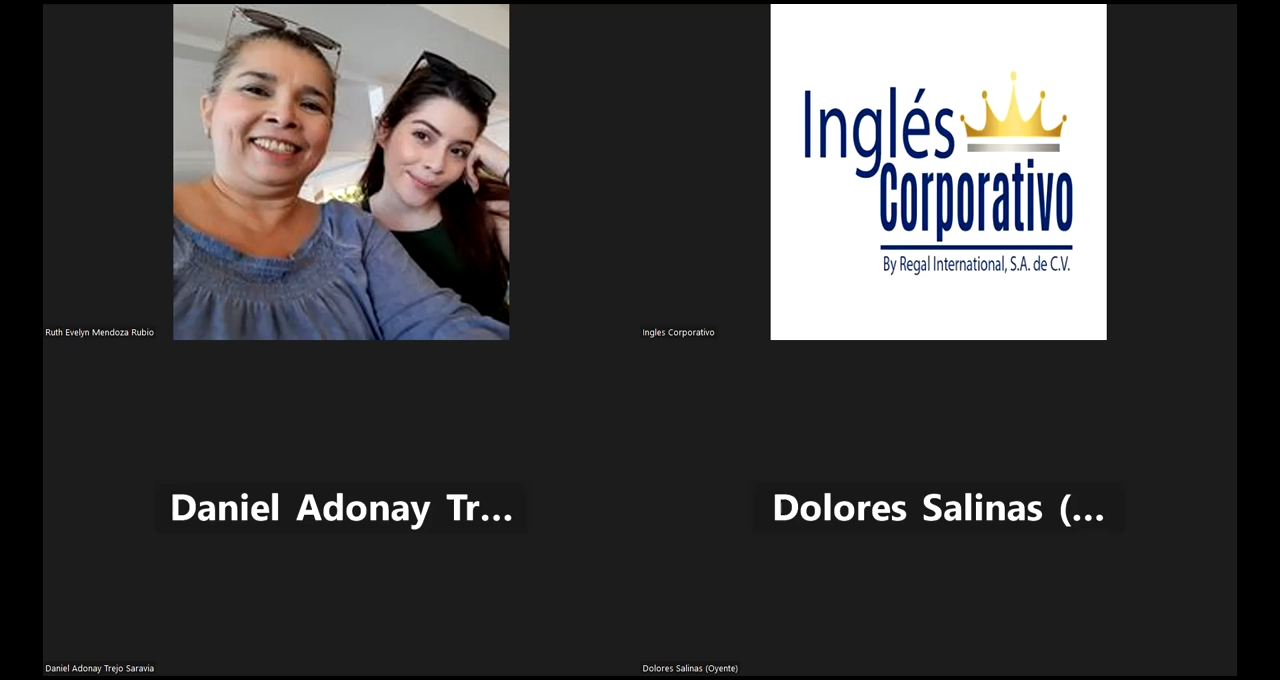 Inglés
Corporativo
By Regal International, S.A. de C.V.
Ruth Evelyn Mendoza Rubio
Ingles Corporativo
Daniel Adonay Tr...
Dolores Salinas (...
Daniel Adonay Trejo Saravia
Dolores Salinas (Oyente)